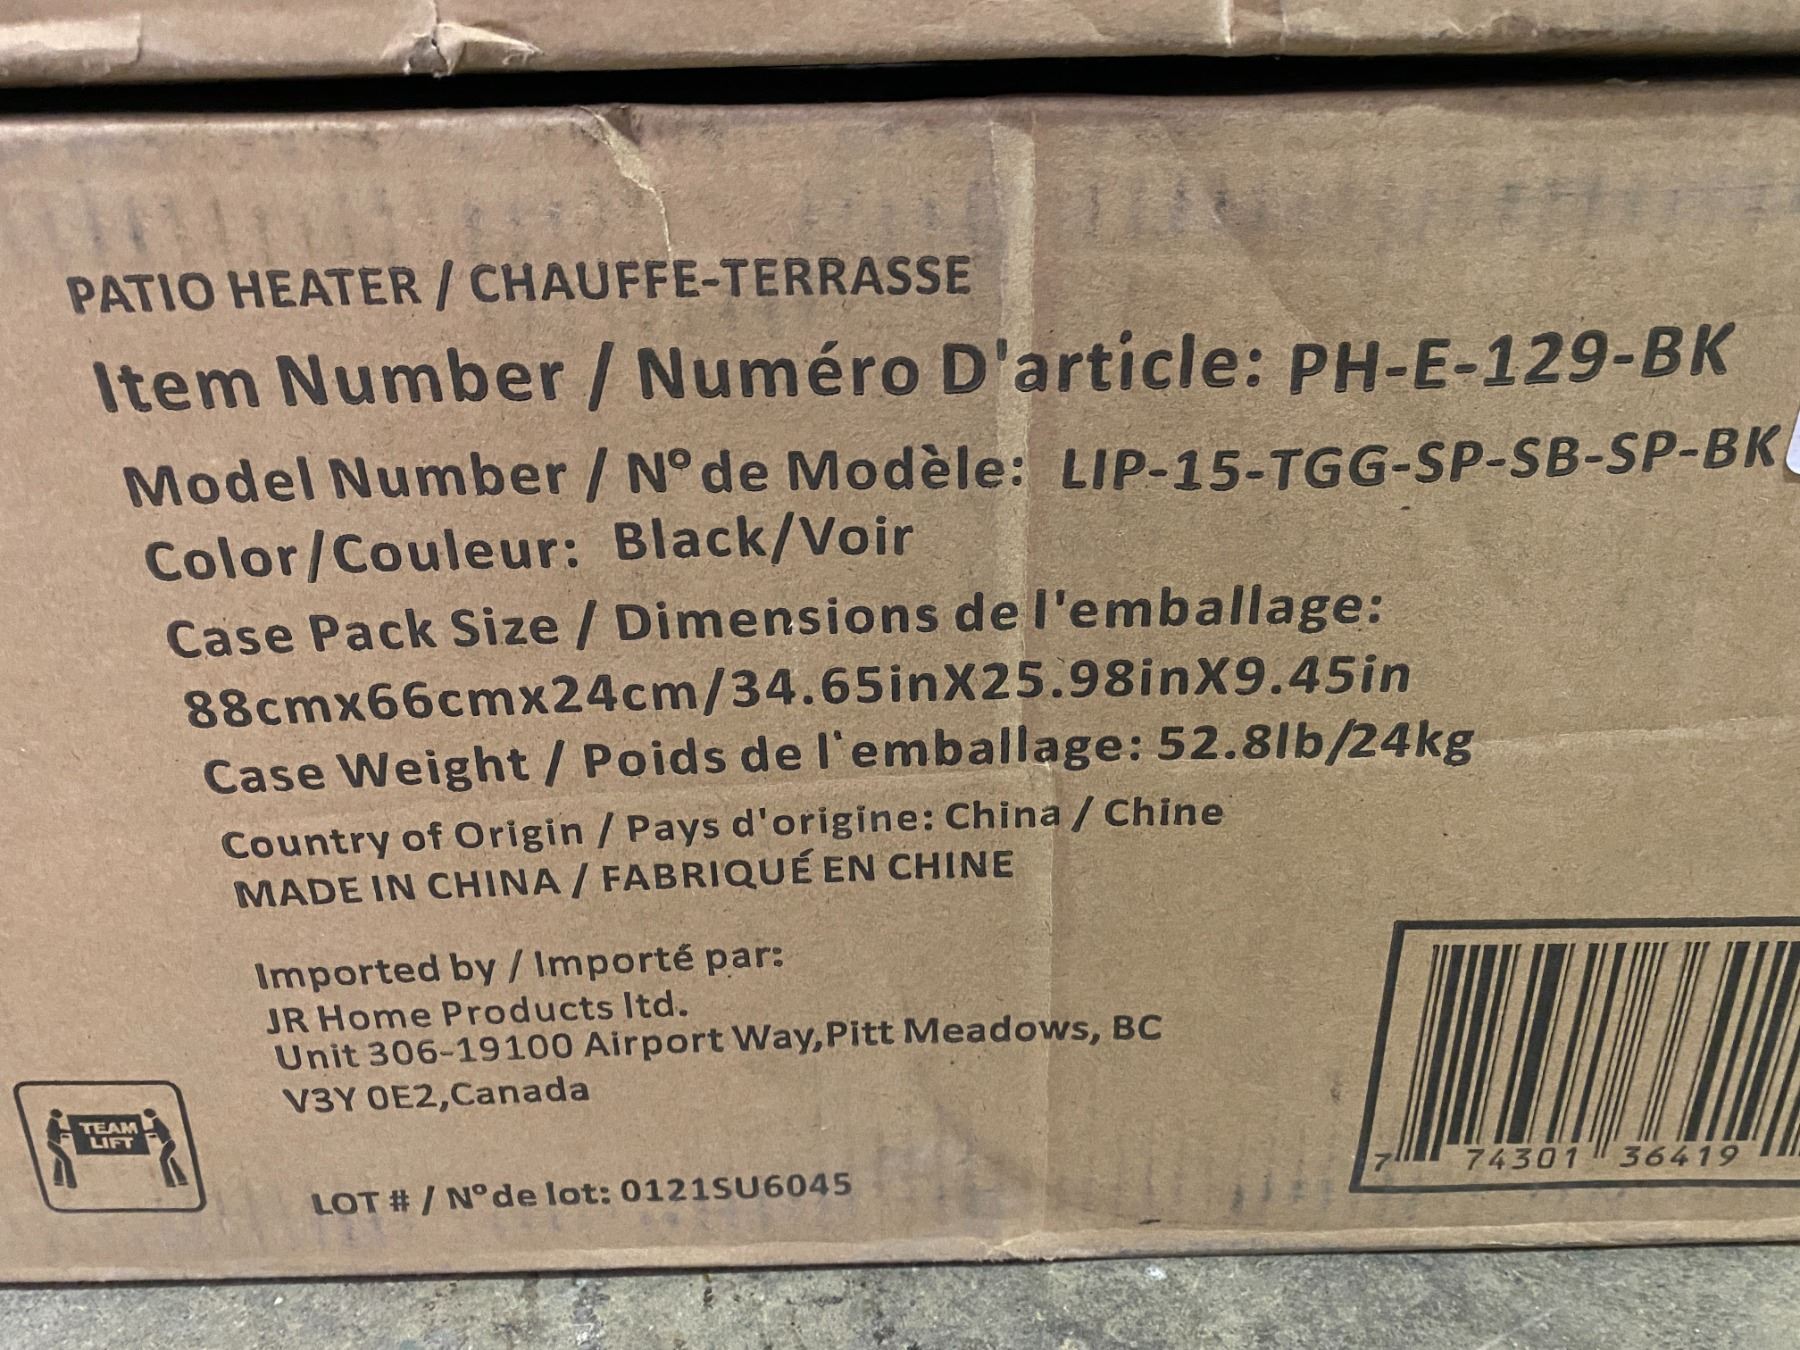 PATIO HEATER / CHAUFFE-TERRASSE
Item Number / Numéro D'article: PH-E-129-BK
Model Number / N° de Modèle: LIP-15-TGG-SP-SB-SP-BK
Color/Couleur: Black/Voir
Case Pack Size / Dimensions de l'emballage:
88cmx66cmx24cm/34.65inX25.98inX9.45in
Case Weight / Poids de l'emballage: 52.8lb/24kg
Country of Origin / Pays d'origine: China / Chine
MADE IN CHINA / FABRIQUÉ EN CHINE
Imported by / Importé par:
JR Home Products ltd.
Unit 306-19100 Airport Way,Pitt Meadows, BC
V3Y 0E2,Canada
TEAM
LIFT
LOT # / N° de lot: 0121SU6045
7 74301 36419